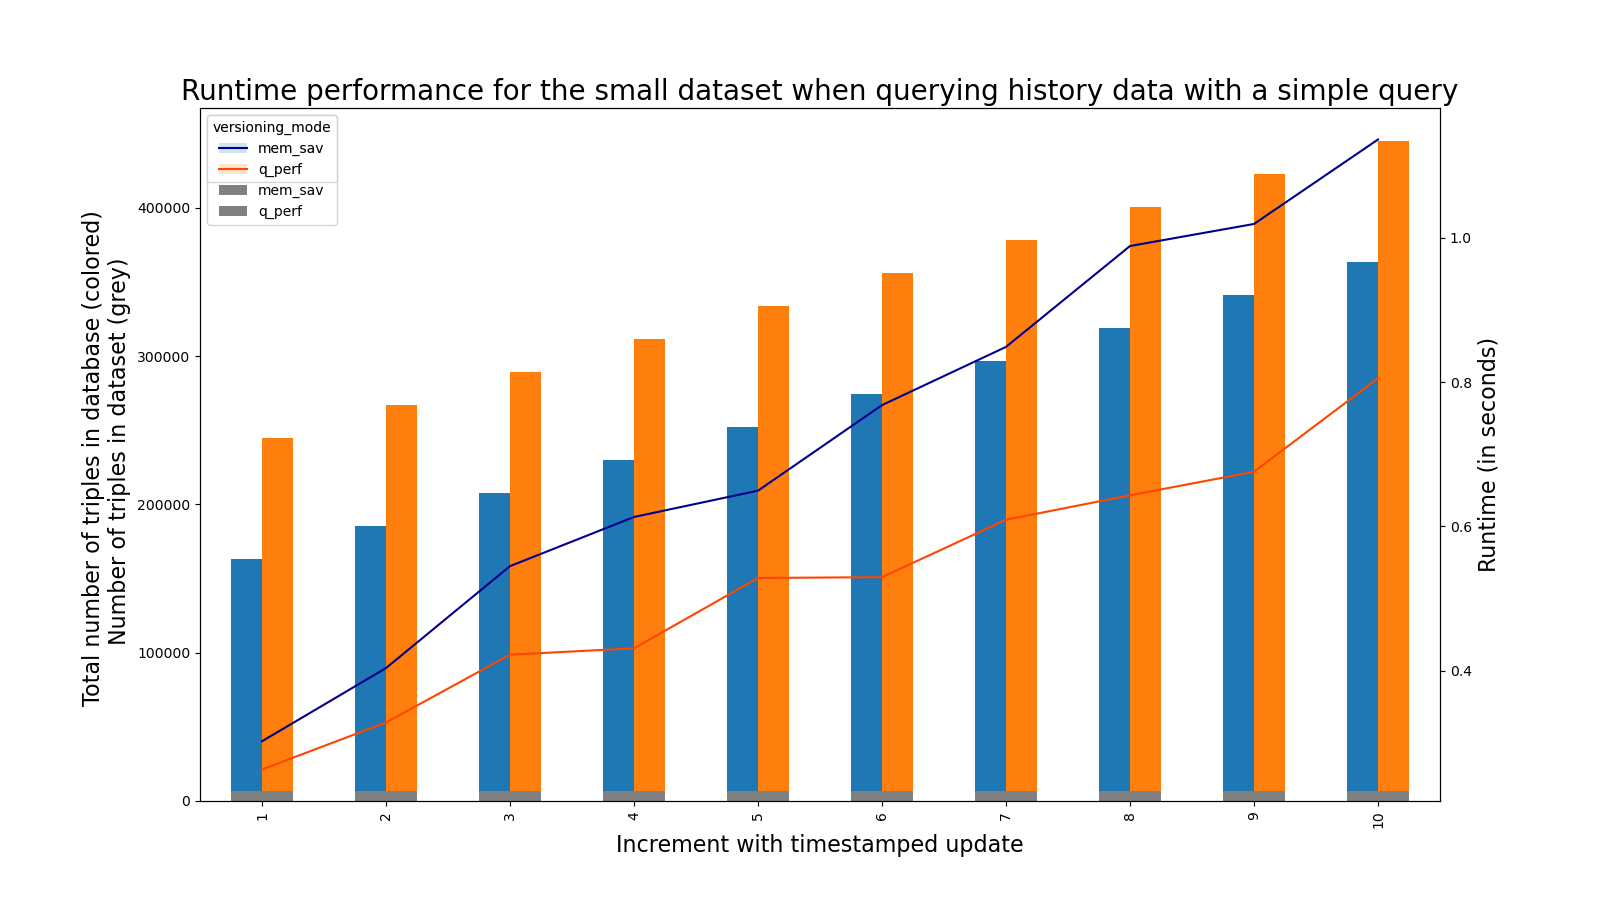 Runtime performance for the small dataset when querying history data with a simple query
versioning_mode
mem_sav
q_perf
mem_sav
q_perf
Total number of triples in database (colored)
Number of triples in dataset (grey)
400000
300000
200000
100000
0
1.0
0.8
0.6
0.4
Runtime (in seconds)
1 2 3 4 5 6 7 8 9 10
Increment with timestamped update